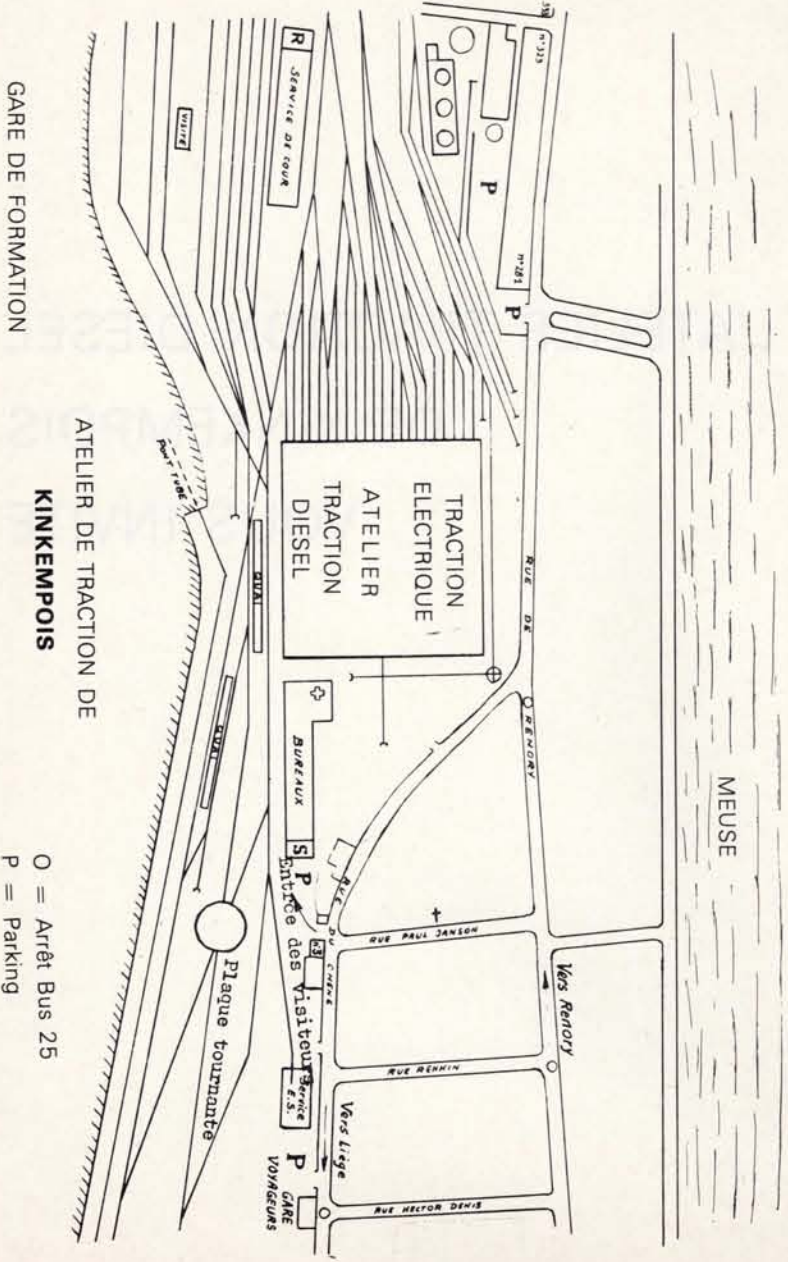 MEUSE
n°323
n°281
P
P
R
SERVICE DE COUR
VISITE
RUE DE RENORY
TRACTION
ELECTRIQUE
ATELIER
TRACTION
DIESEL
QUAI
QUAI
PONT TUBE
BUREAUX
S
P
Entrée des Visiteurs
RUE DU CHENE
N3
RUE PAUL JANSON
Vers Renory
RUE RENKIN
Vers Liège
Service
E.S.
P
GARE
VOYAGEURS
RUE HECTOR DENIS
Plaque tournante
GARE DE FORMATION
ATELIER DE TRACTION DE
KINKEMPOIS
O = Arrêt Bus 25
P = Parking